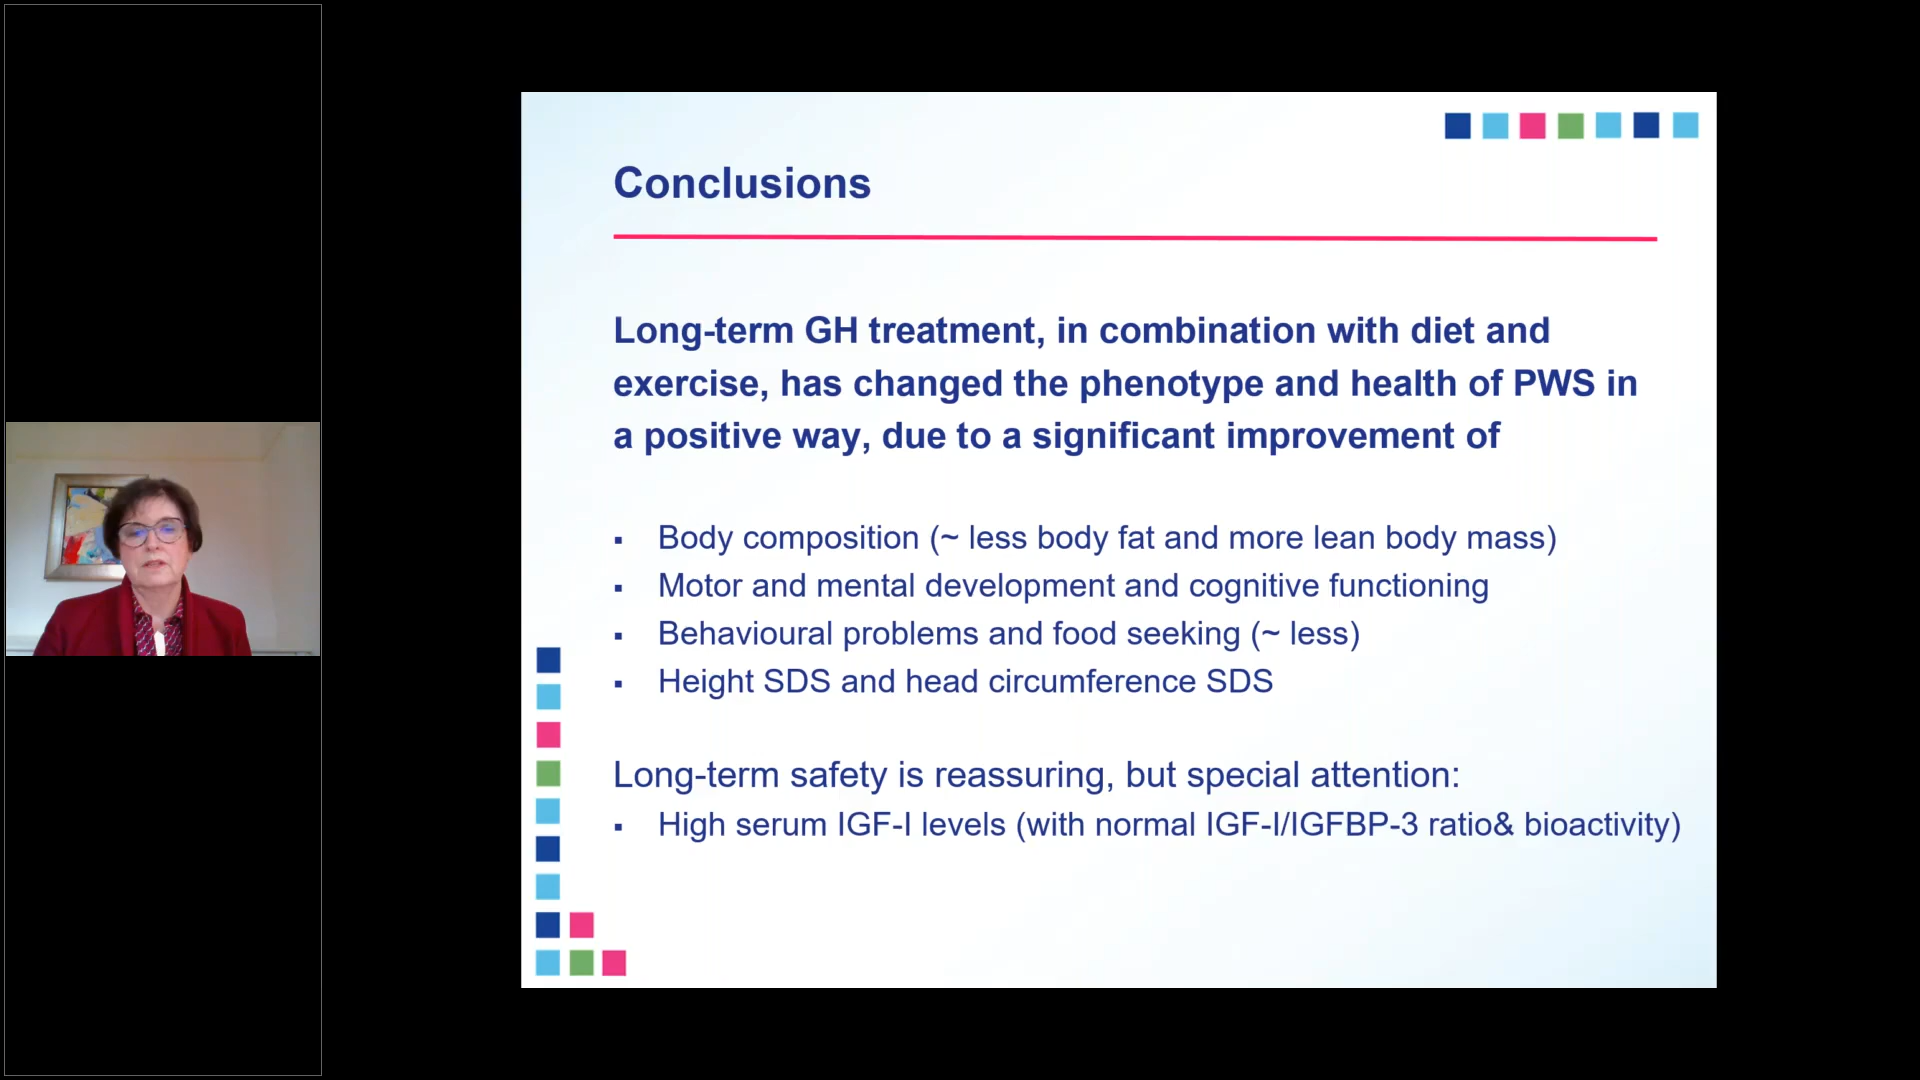 Conclusions
Long-term GH treatment, in combination with diet and
exercise, has changed the phenotype and health of PWS in
a positive way, due to a significant improvement of
▪ Body composition (~ less body fat and more lean body mass)
▪ Motor and mental development and cognitive functioning
▪ Behavioural problems and food seeking (~ less)
▪ Height SDS and head circumference SDS
Long-term safety is reassuring, but special attention:
▪ High serum IGF-I levels (with normal IGF-I/IGFBP-3 ratio& bioactivity)